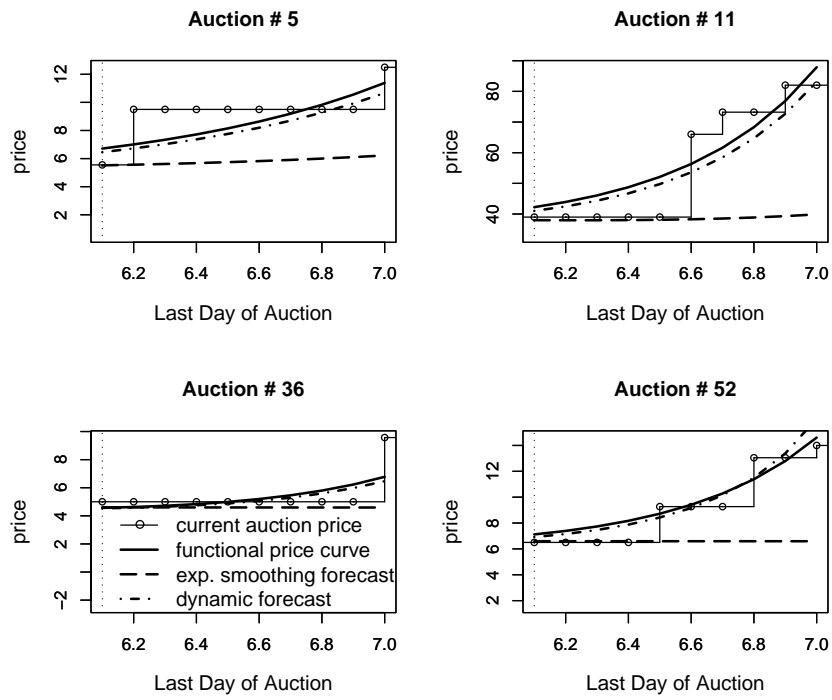 Auction # 5
price
12
10
8
6
4
2
6.2 6.4 6.6 6.8 7.0
Last Day of Auction
Auction # 11
price
80
60
40
6.2 6.4 6.6 6.8 7.0
Last Day of Auction
Auction # 36
price
8
6
4
2
−2
current auction price
functional price curve
exp. smoothing forecast
dynamic forecast
6.2 6.4 6.6 6.8 7.0
Last Day of Auction
Auction # 52
price
12
10
8
6
4
2
6.2 6.4 6.6 6.8 7.0
Last Day of Auction